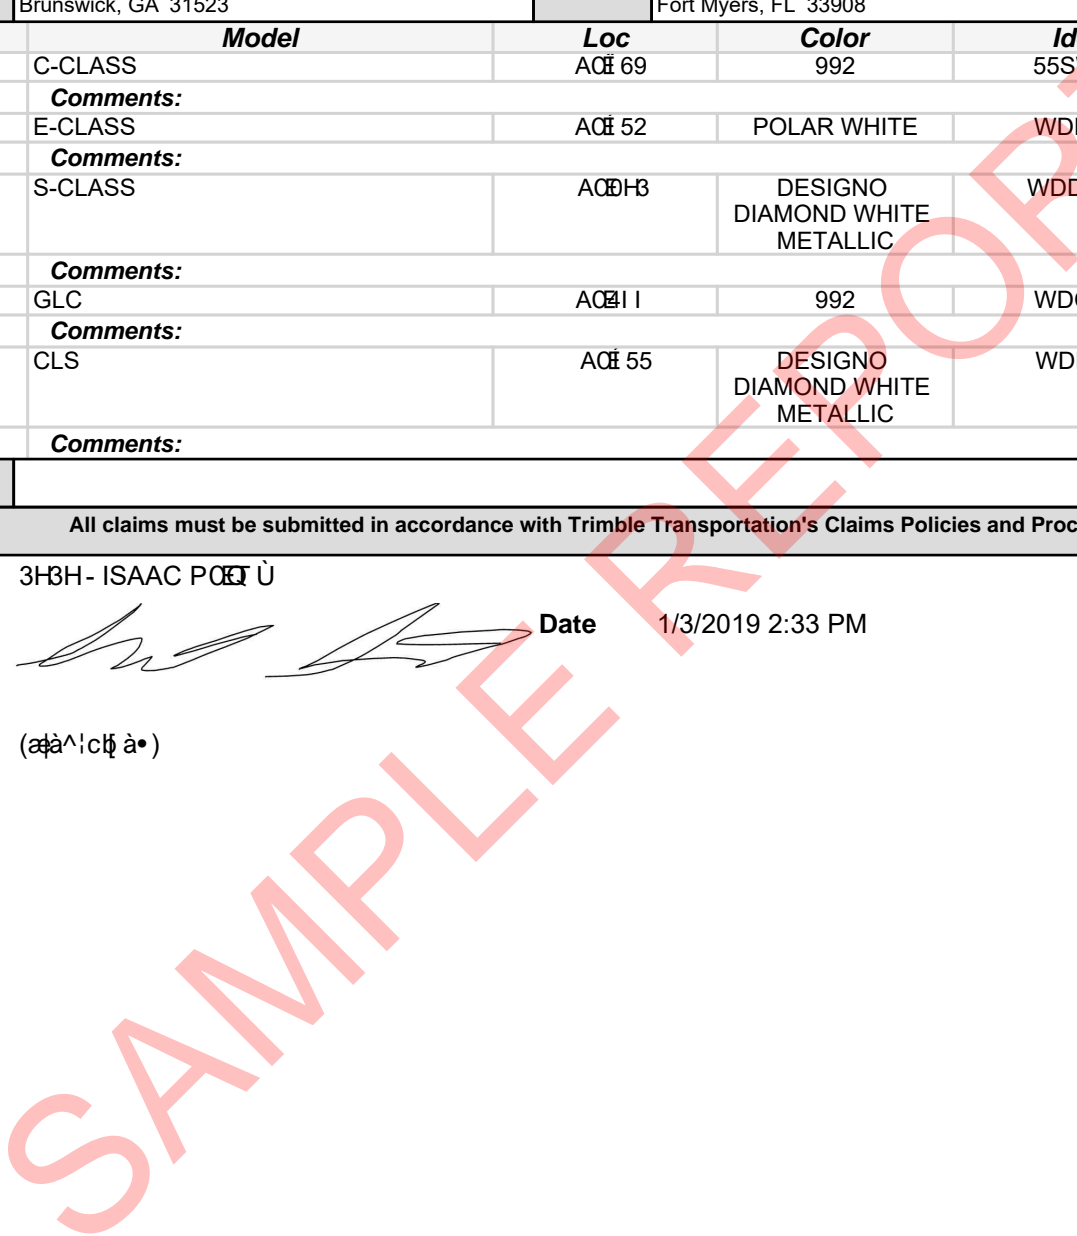 Brunswick, GA 31523 Fort Myers, FL 33908
Model Loc Color Id
C-CLASS 69 992 55S
Comments:
E-CLASS 52 POLAR WHITE
Comments:
S-CLASS DESIGNO
DIAMOND WHITE
METALLIC
Comments:
GLC 992
Comments:
CLS 55 DESIGNO WD
DIAMOND WHITE
METALLIC
Comments:
All claims must be submitted in accordance with Trimble Transportation's Claims Policies and Proc
3H3H - ISAAC
Date 1/3/2019 2:33 PM
SAMPLE REPOR